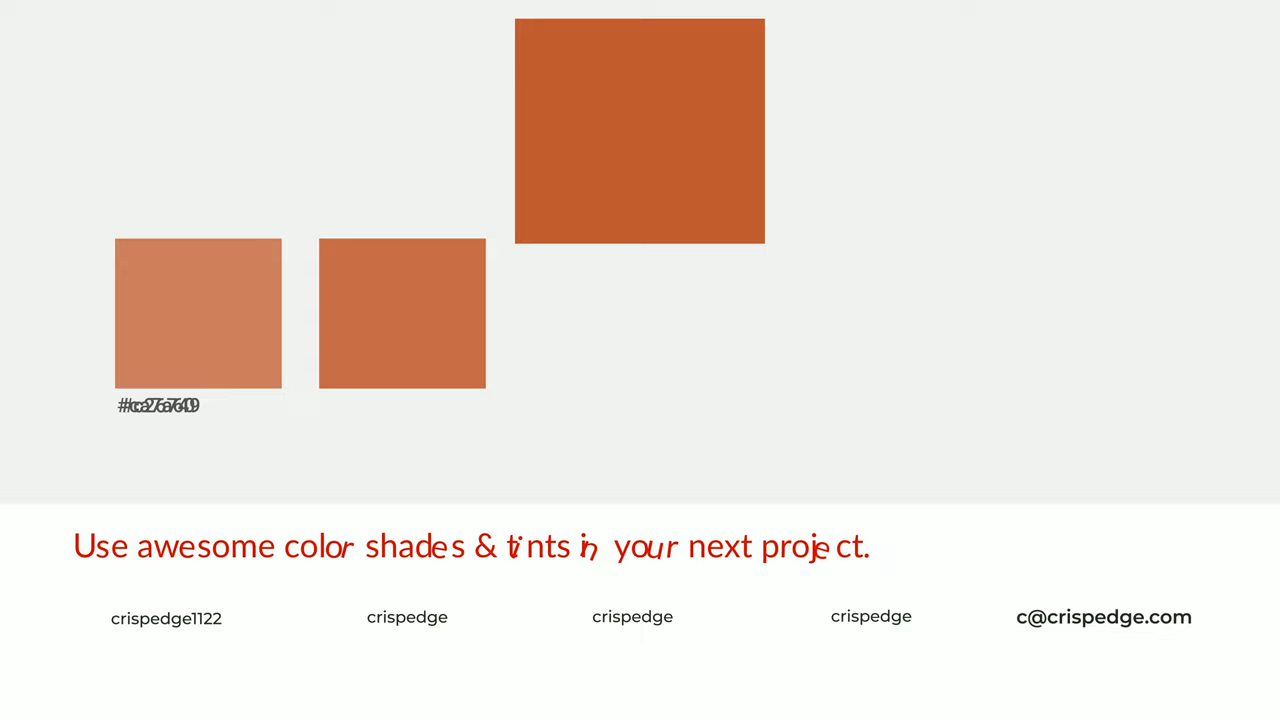 Use awesome color shades & tints in your next project.
crispedge1122 crispedge crispedge crispedge c@crispedge.com